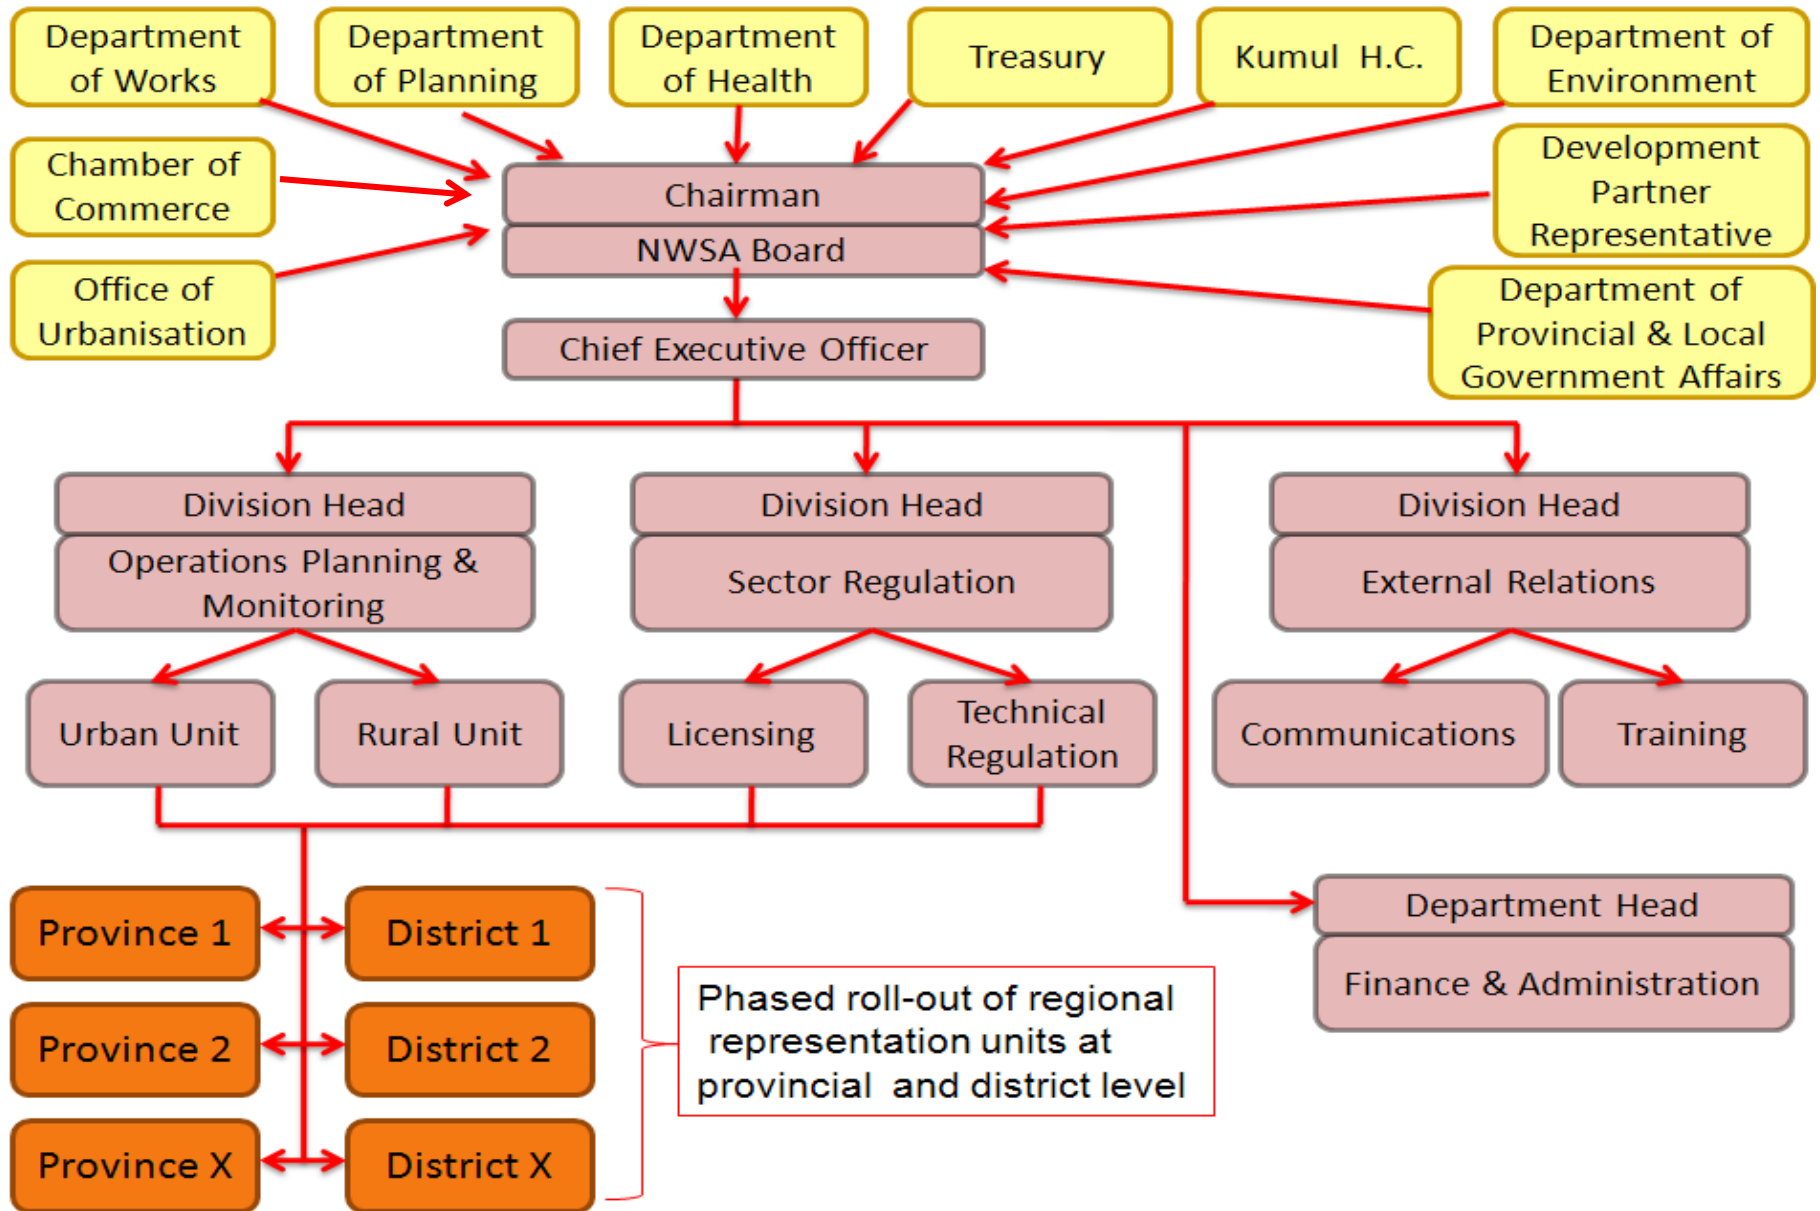 Department
of Works
Department
of Planning
Department
of Health
Treasury
Kumul H.C.
Department of
Environment
Chamber of
Commerce
Development
Partner
Representative
Office of
Urbanisation
Department of
Provincial & Local
Government Affairs
Chairman
NWSA Board
Chief Executive Officer
Division Head
Operations Planning &
Monitoring
Division Head
Sector Regulation
Division Head
External Relations
Urban Unit
Rural Unit
Licensing
Technical
Regulation
Communications
Training
Province 1
District 1
Province 2
District 2
Province X
District X
Phased roll-out of regional
representation units at
provincial and district level
Department Head
Finance & Administration